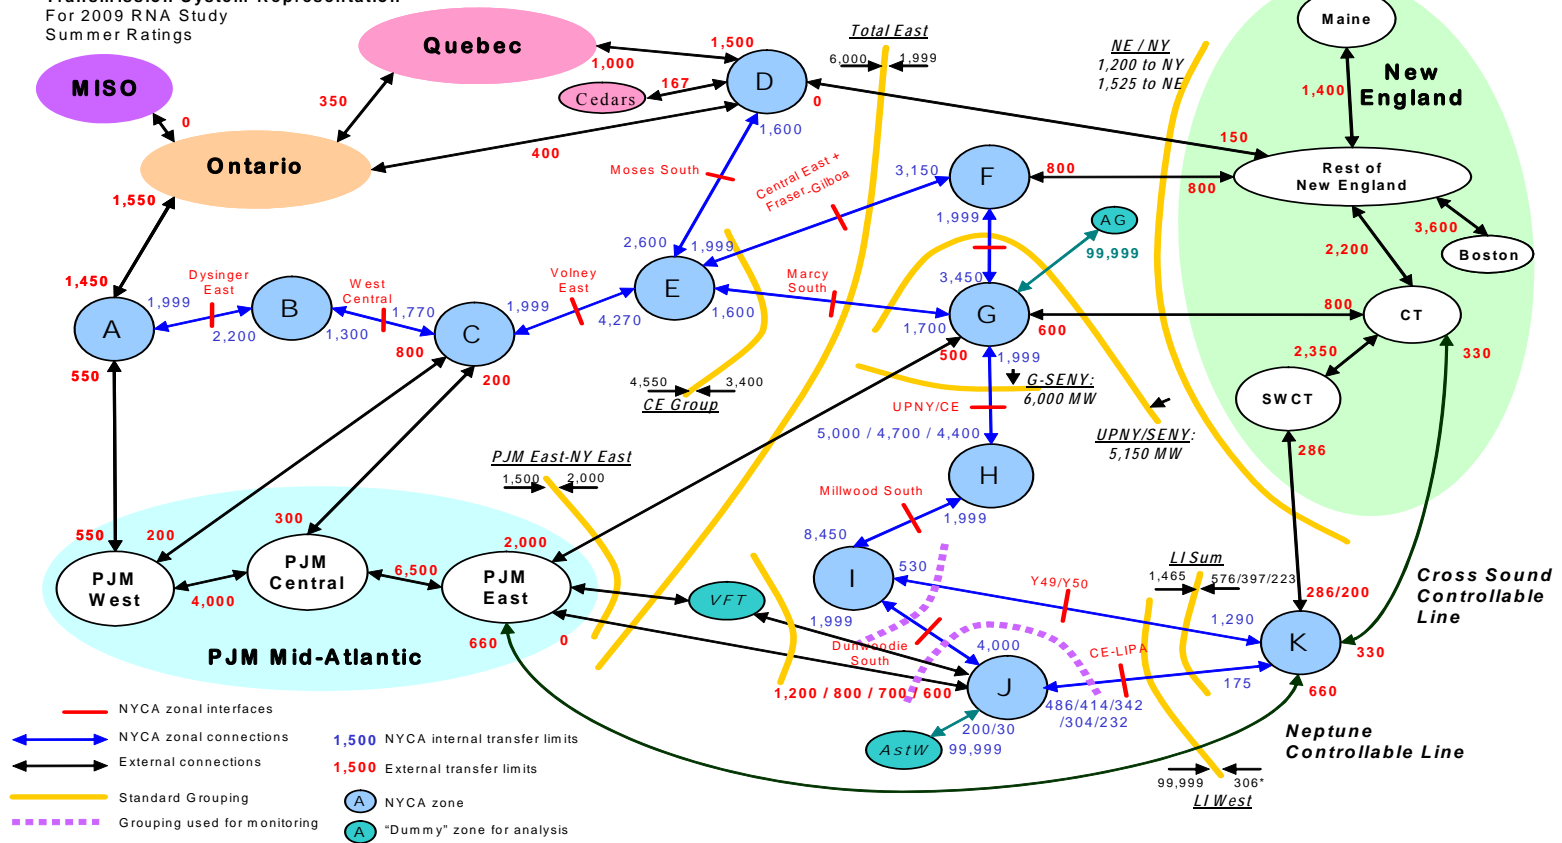 For 2009 RNA Study
Summer Ratings
Quebec
MISO
Ontario
Cedars
D
1,500
1,000
167
350
0
400
1,600
0
1,550
1,450
Total East
6,000
1,999
NE / NY
1,200 to NY
1,525 to NE
Maine
New
England
1,400
150
Rest of
New England
800
800
3,600
Boston
2,200
Moses South
Central East +
Fraser-Gilboa
3,150
F
1,999
AG
99,999
2,600
1,999
3,450
Dysinger
East
West
Central
Volney
East
Marcy
South
A
1,999
2,200
B
1,300
1,770
C
1,999
4,270
E
1,600
1,700
G
600
800
CT
330
2,350
SWCT
550
800
200
500
1,999
4,550
3,400
CE Group
G-SENY:
6,000 MW
UPNY/CE
5,000 / 4,700 / 4,400
UPNY/SENY:
5,150 MW
286
PJM East-NY East
1,500
2,000
H
Millwood South
1,999
8,450
550
200
300
2,000
PJM
West
PJM
Central
PJM
East
4,000
6,500
660
0
PJM Mid-Atlantic
VFT
I
530
1,999
Y49/Y50
LI Sum
1,465
576/397/223
286/200
1,290
K
330
660
Cross Sound
Controllable
Line
Dunwoodie
South
4,000
J
CE-LIPA
175
1,200 / 800 / 700 / 600
486/414/342
/304/232
200/30
AstW
99,999
Neptune
Controllable Line
99,999
306*
LI West
NYCA zonal interfaces
NYCA zonal connections
External connections
Standard Grouping
Grouping used for monitoring
1,500 NYCA internal transfer limits
1,500 External transfer limits
A NYCA zone
A "Dummy" zone for analysis